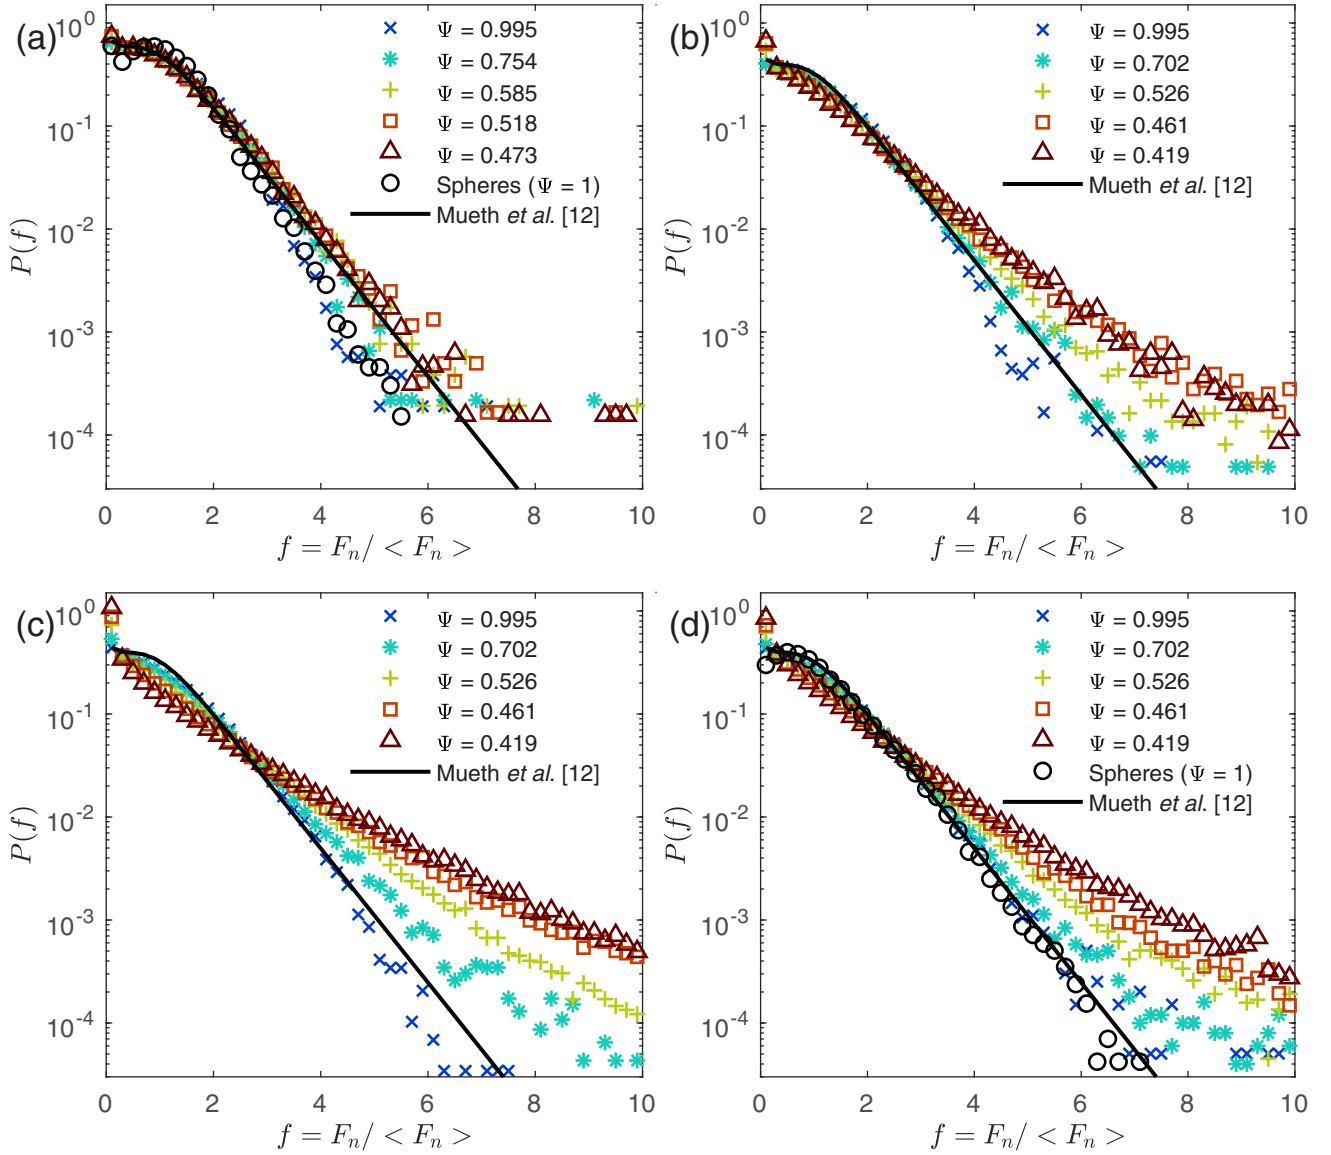 (a)
10^0
10^-1
10^-2
10^-3
10^-4
P(f)
0 2 4 6 8 10
f = F_n/ < F_n >
Ψ = 0.995
Ψ = 0.754
Ψ = 0.585
Ψ = 0.518
Ψ = 0.473
Spheres (Ψ = 1)
Mueth et al. [12]
(b)
10^0
10^-1
10^-2
10^-3
10^-4
P(f)
0 2 4 6 8 10
f = F_n/ < F_n >
Ψ = 0.995
Ψ = 0.702
Ψ = 0.526
Ψ = 0.461
Ψ = 0.419
Mueth et al. [12]
(c)
10^0
10^-1
10^-2
10^-3
10^-4
P(f)
0 2 4 6 8 10
f = F_n/ < F_n >
Ψ = 0.995
Ψ = 0.702
Ψ = 0.526
Ψ = 0.461
Ψ = 0.419
Mueth et al. [12]
(d)
10^0
10^-1
10^-2
10^-3
10^-4
P(f)
0 2 4 6 8 10
f = F_n/ < F_n >
Ψ = 0.995
Ψ = 0.702
Ψ = 0.526
Ψ = 0.461
Ψ = 0.419
Spheres (Ψ = 1)
Mueth et al. [12]